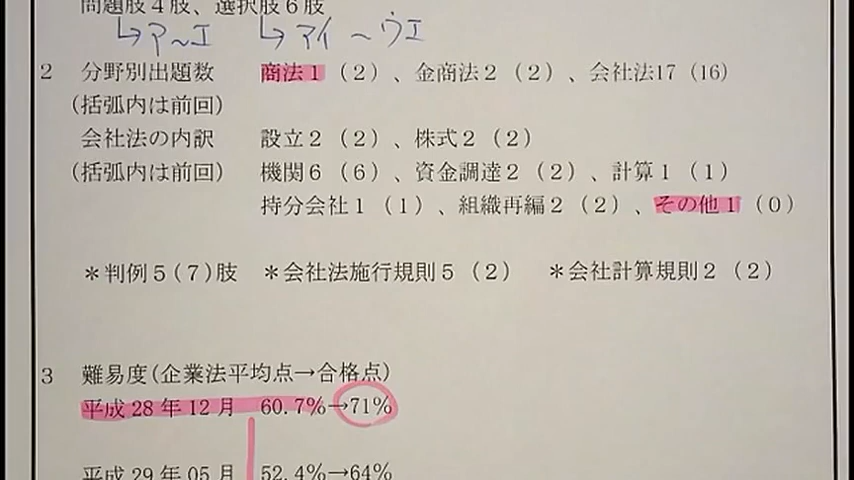 問題肢４肢、選択肢６肢
↳ア～エ ↳アイ～ウエ
２ 分野別出題数 商法１（２）、金商法２（２）、会社法17（16）
（括弧内は前回）
会社法の内訳 設立２（２）、株式２（２）
（括弧内は前回） 機関６（６）、資金調達２（２）、計算１（１）
持分会社１（１）、組織再編２（２）、その他１（０）
＊判例５(７)肢 ＊会社法施行規則５（２） ＊会社計算規則２（２）
３ 難易度(企業法平均点→合格点)
平成28年12月 60.7%→71%
平成29年05月 52.4%→64%